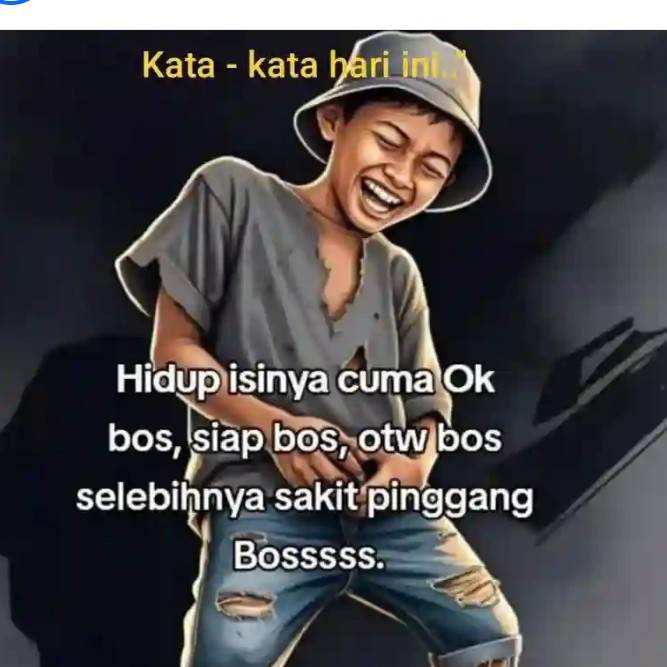 Kata - kata hari ini.."
Hidup isinya cuma Ok
bos, siap bos, otw bos
selebihnya sakit pinggang
Bosssss.